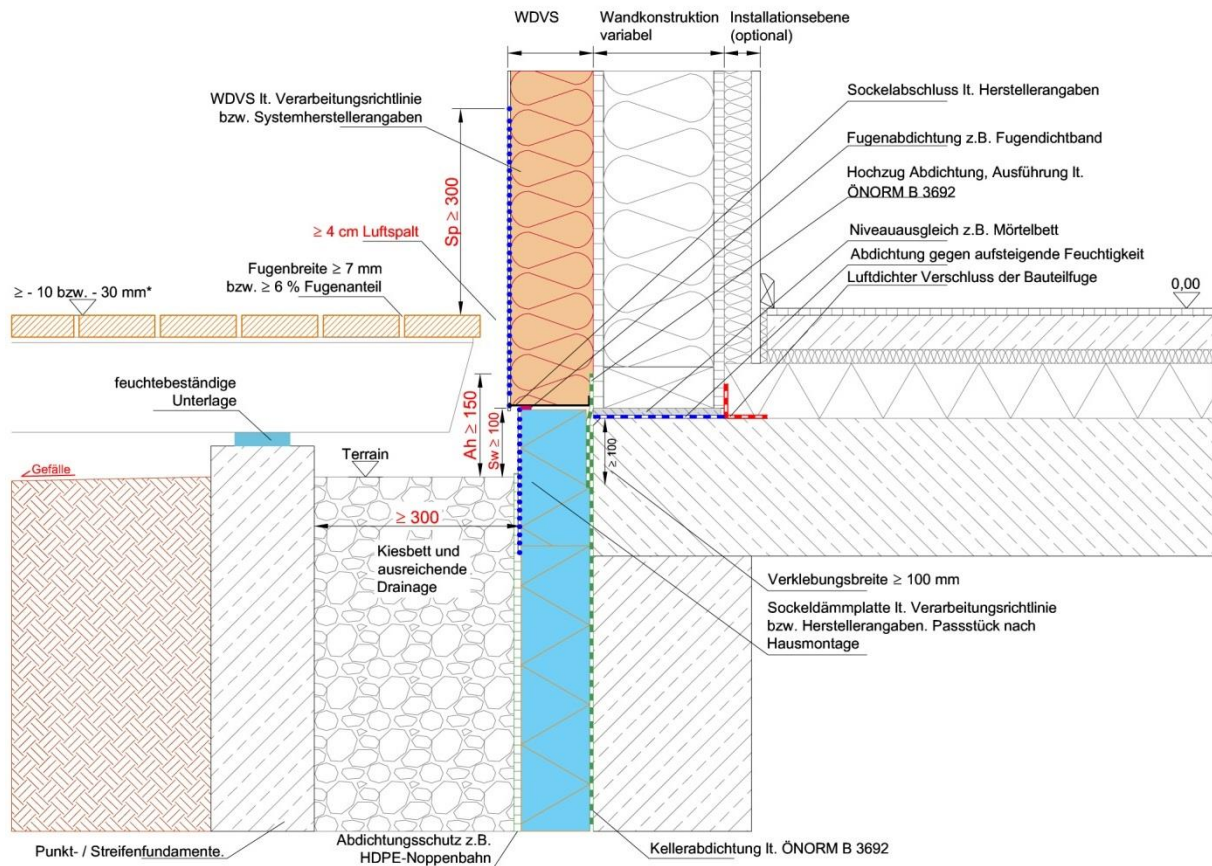 WDVS
Wandkonstruktion
variabel
Installationsebene
(optional)
WDVS lt. Verarbeitungsrichtlinie
bzw. Systemherstellerangaben
Sp ≥ 300
≥ 4 cm Luftspalt
Fugenbreite ≥ 7 mm
bzw. ≥ 6 % Fugenanteil
≥ - 10 bzw. - 30 mm*
feuchtebeständige
Unterlage
Ah ≥ 150
Sw ≥ 100
≥ 100
Terrain
Gefälle
≥ 300
Kiesbett und
ausreichende
Drainage
Sockelabschluss lt. Herstellerangaben
Fugenabdichtung z.B. Fugendichtband
Hochzug Abdichtung, Ausführung lt.
ÖNORM B 3692
Niveauausgleich z.B. Mörtelbett
Abdichtung gegen aufsteigende Feuchtigkeit
Luftdichter Verschluss der Bauteilfuge
0,00
Verklebungsbreite ≥ 100 mm
Sockeldämmplatte lt. Verarbeitungsrichtlinie
bzw. Herstellerangaben. Passstück nach
Hausmontage
Punkt- / Streifenfundamente.
Abdichtungsschutz z.B.
HDPE-Noppenbahn
Kellerabdichtung lt. ÖNORM B 3692